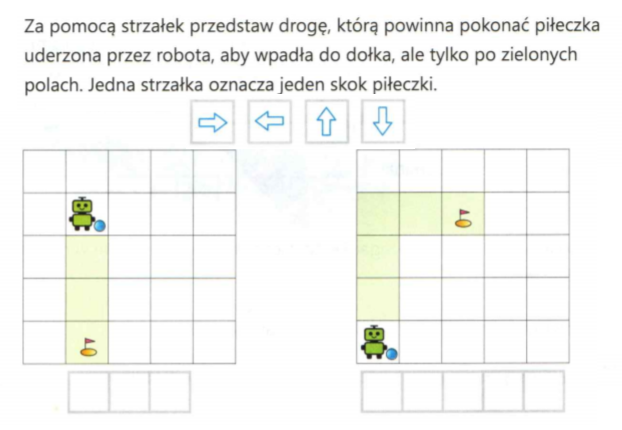 Za pomocą strzałek przedstaw drogę, którą powinna pokonać piłeczka
uderzona przez robota, aby wpadła do dołka, ale tylko po zielonych
polach. Jedna strzałka oznacza jeden skok piłeczki.